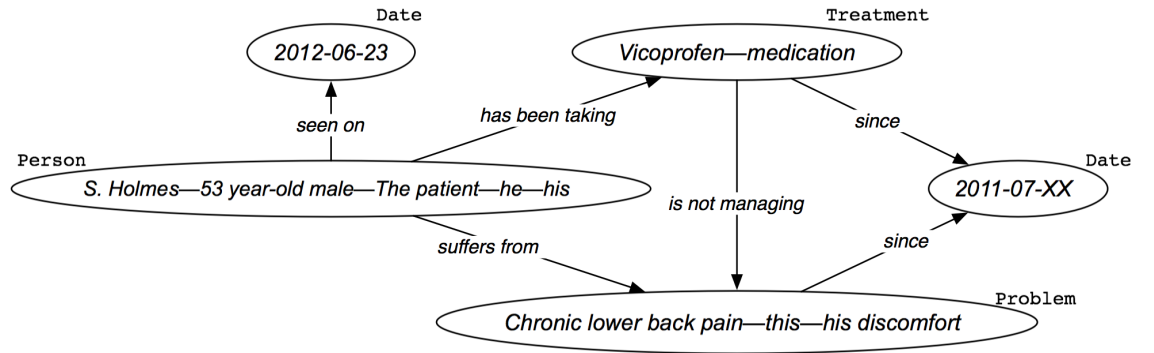 Date
Treatment
2012-06-23
Vicoprofen—medication
seen on
has been taking
since
Person
Date
S. Holmes—53 year-old male—The patient—he—his
2011-07-XX
is not managing
suffers from
since
Problem
Chronic lower back pain—this—his discomfort